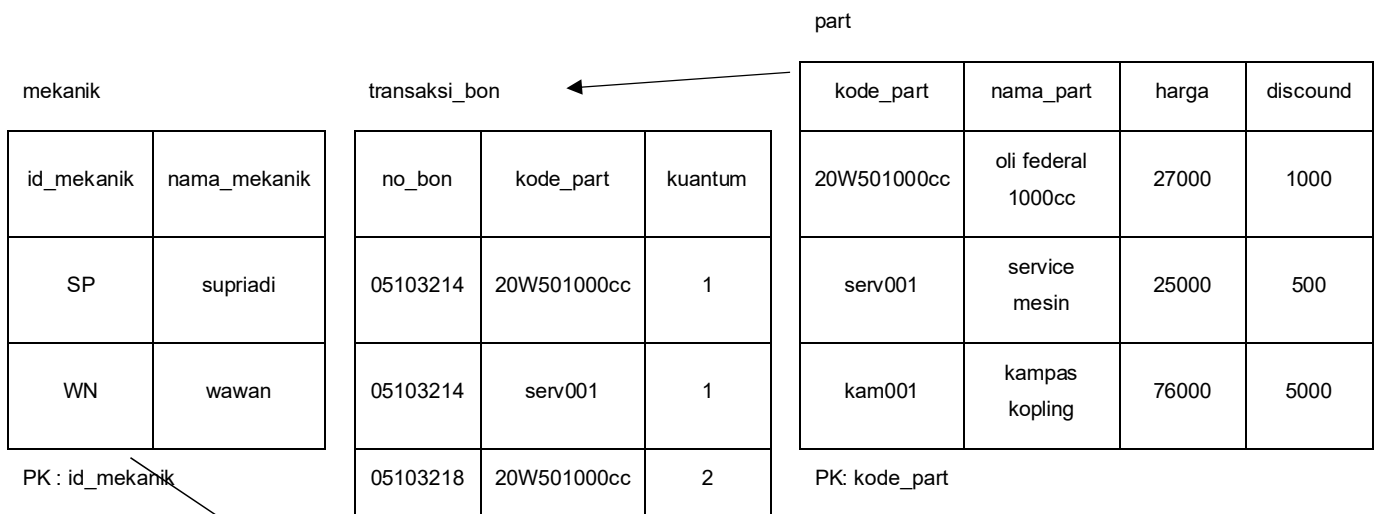 part
mekanik
transaksi_bon
kode_part nama_part harga discound
id_mekanik nama_mekanik
no_bon kode_part kuantum
20W501000cc oli federal 27000 1000
1000cc
SP supriadi
05103214 20W501000cc 1
serv001 service 25000 500
mesin
WN wawan
05103214 serv001 1
kam001 kampas 76000 5000
kopling
PK : id_mekanik
05103218 20W501000cc 2
PK: kode_part